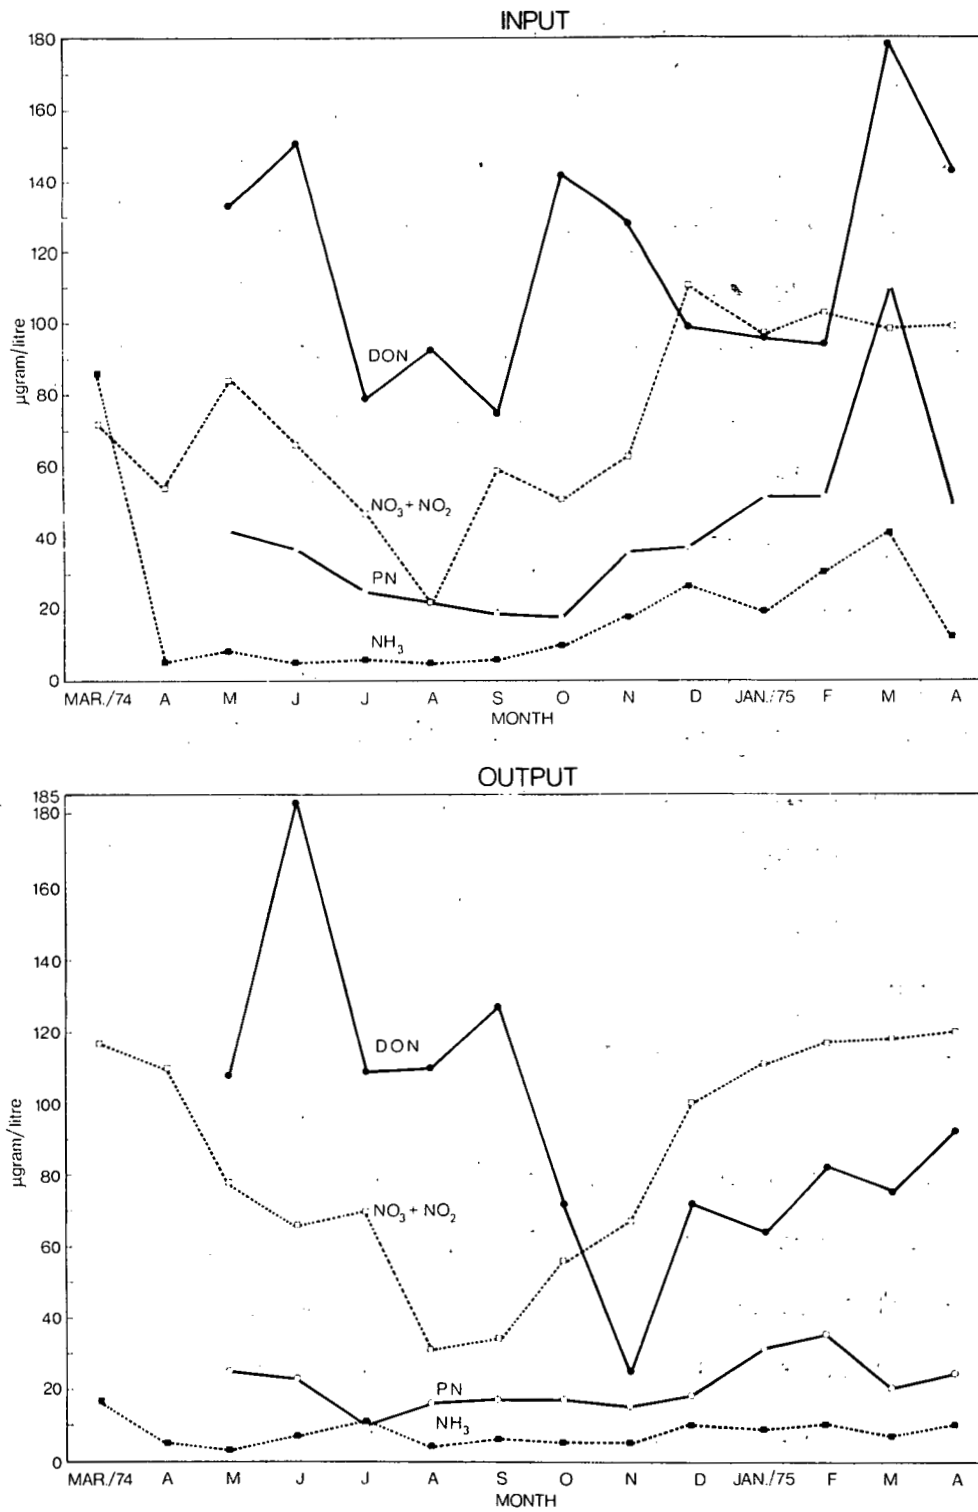 INPUT
180
160
140
120
100
80
60
40
20
0
µgram/litre
DON
NO₃ + NO₂
PN
NH₃
MAR./74 A M J J A S O N D JAN./75 F M A
MONTH
OUTPUT
185
180
160
140
120
100
80
60
40
20
0
µgram/litre
DON
NO₃ + NO₂
PN
NH₃
MAR./74 A M J J A S O N D JAN./75 F M A
MONTH